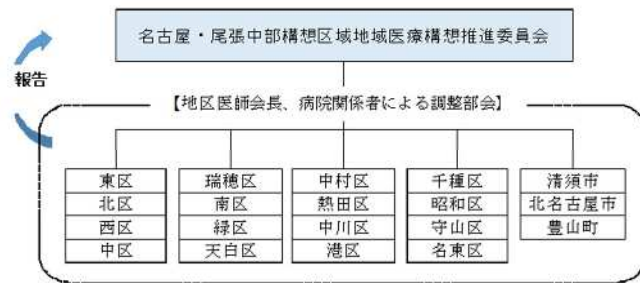 名古屋・尾張中部構想区域地域医療構想推進委員会
報告
【地区医師会長、病院関係者による調整部会】
東区
北区
西区
中区
瑞穂区
南区
緑区
天白区
中村区
熱田区
中川区
港区
千種区
昭和区
守山区
名東区
清須市
北名古屋市
豊山町